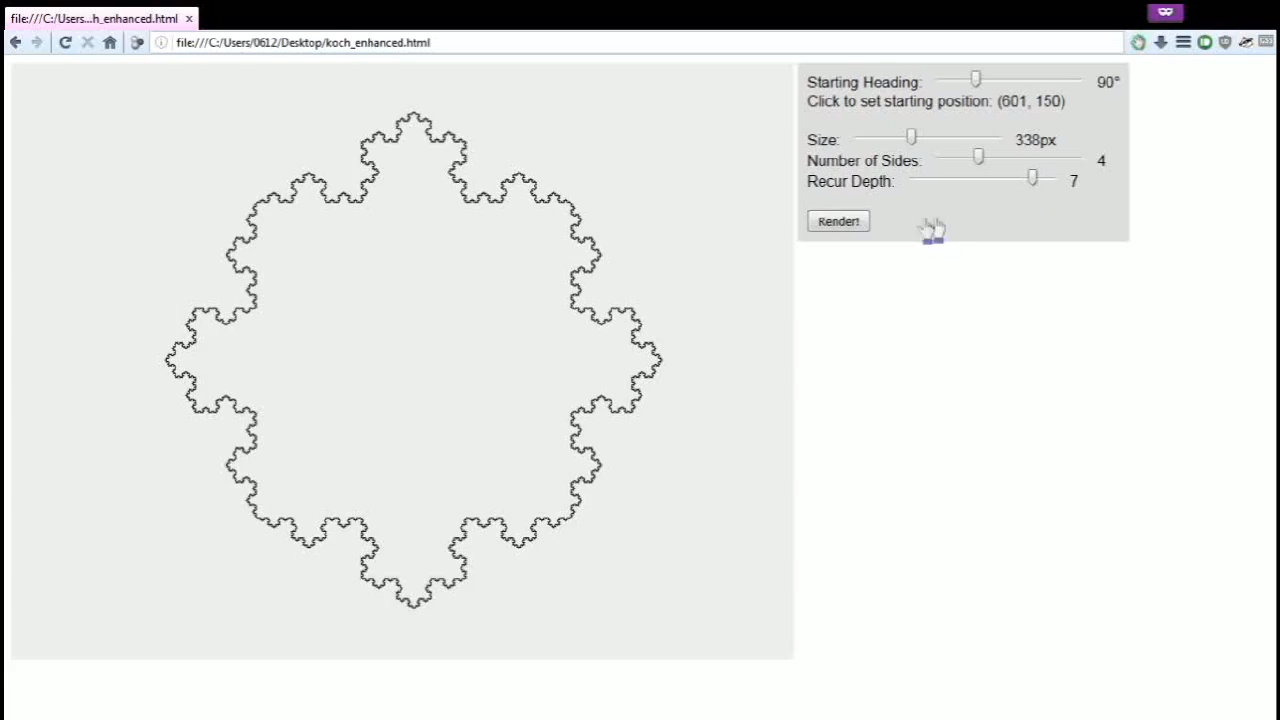 file:///C:/Users...h_enhanced.html
file:///C:/Users/0612/Desktop/koch_enhanced.html
Starting Heading: 90°
Click to set starting position: (601, 150)
Size: 338px
Number of Sides: 4
Recur Depth: 7
Render!